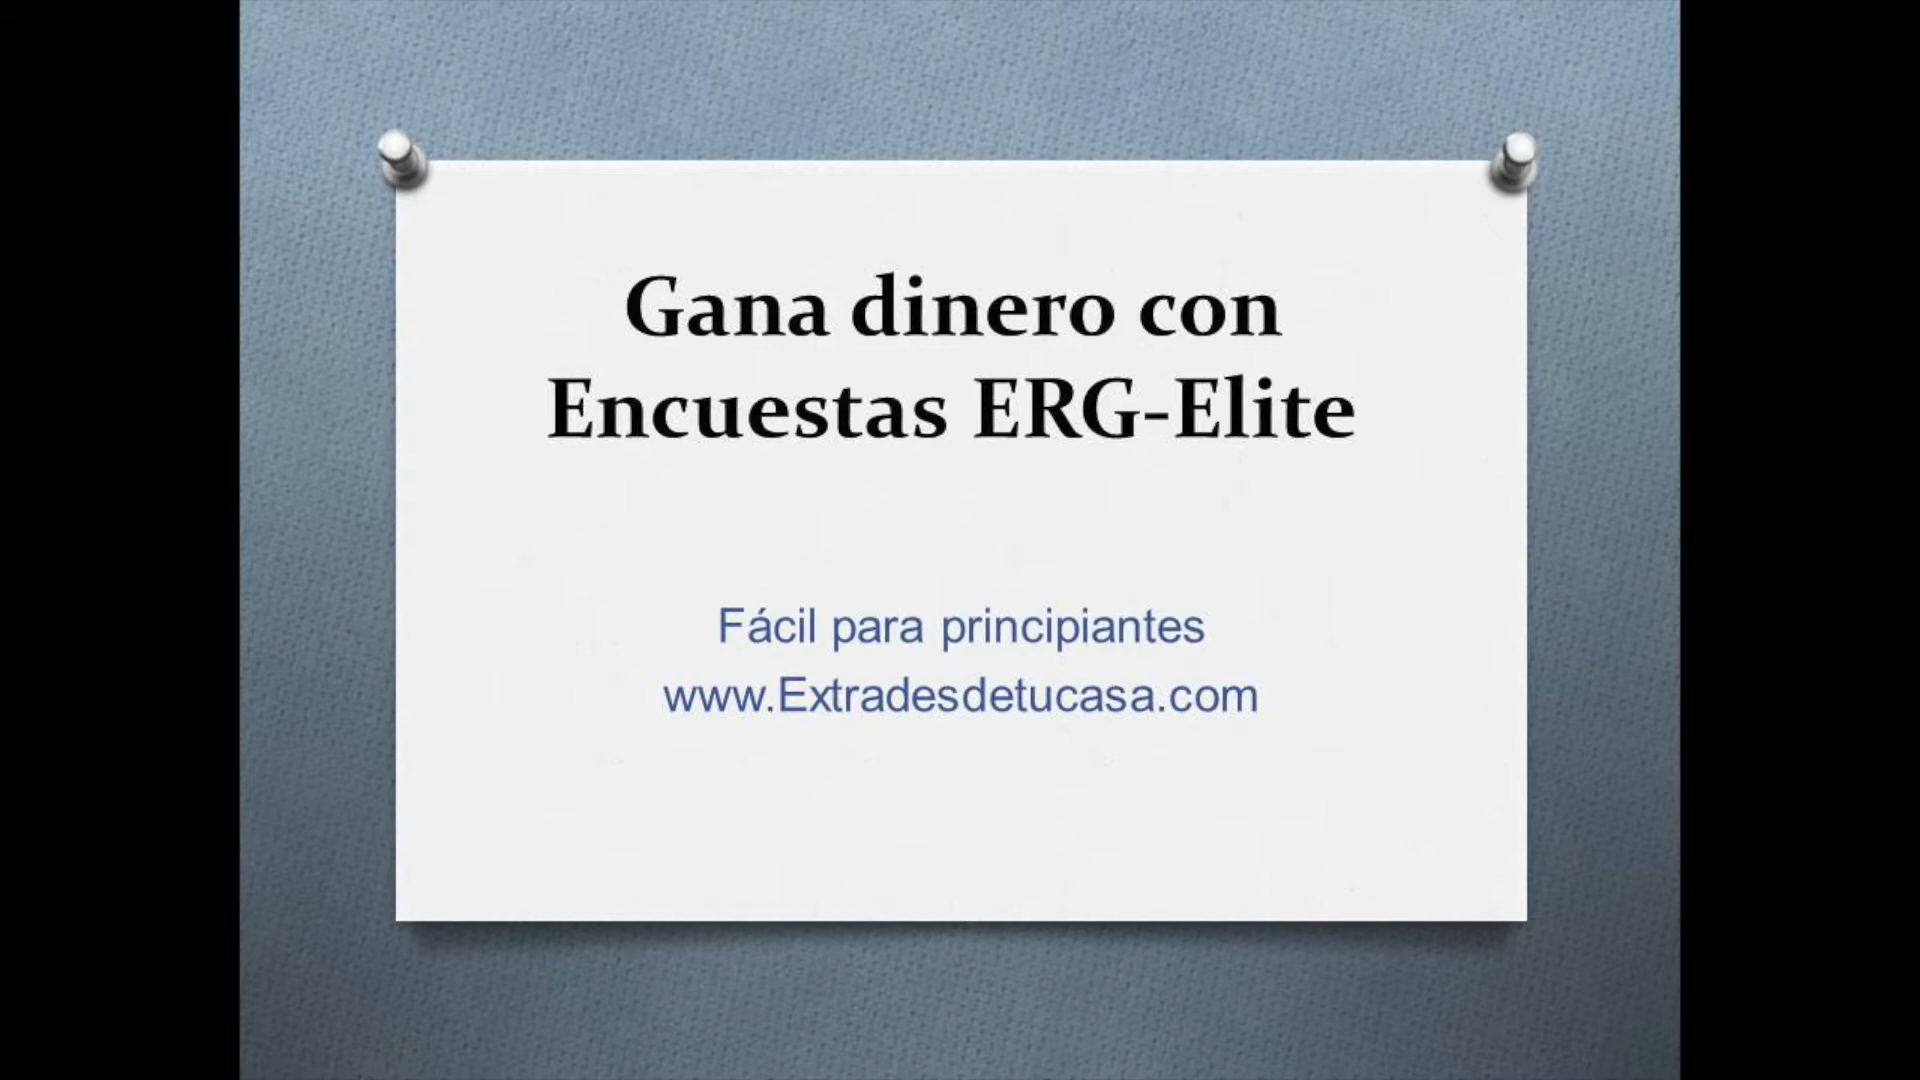 Gana dinero con
Encuestas ERG-Elite
Fácil para principiantes
www.Extradesdetucasa.com